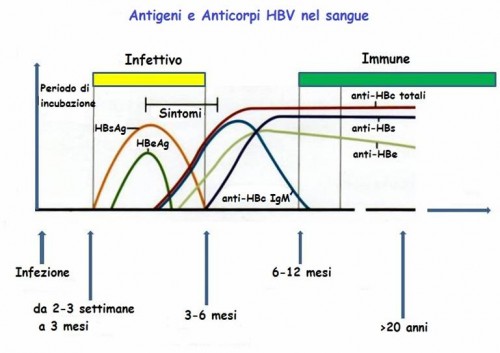 Antigeni e Anticorpi HBV nel sangue
Infettivo
Immune
Periodo di
incubazione
Sintomi
anti-HBc totali
HBsAg
HBeAg
anti-HBs
anti-HBe
anti-HBc IgM
Infezione
da 2-3 settimane
a 3 mesi
3-6 mesi
6-12 mesi
>20 anni